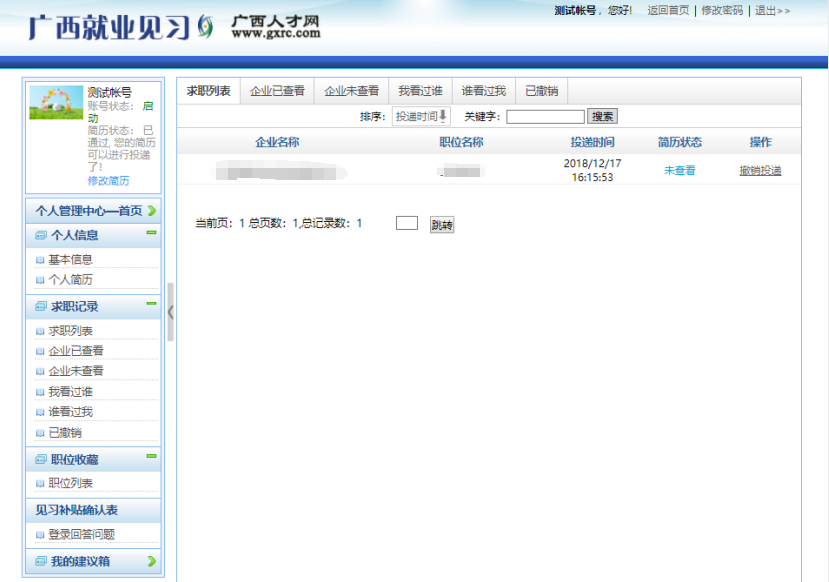 广西就业见习
广西人才网
www.gxrc.com
测试帐号，您好! 返回首页 | 修改密码 | 退出>>
测试帐号
账号状态： 启
动
简历状态： 已
通过, 您的简历
可以进行投递
了!
修改简历
个人管理中心—首页
个人信息
基本信息
个人简历
求职记录
求职列表
企业已查看
企业未查看
我看过谁
谁看过我
已撤销
职位收藏
职位列表
见习补贴确认表
登录回答问题
我的建议箱
求职列表 企业已查看 企业未查看 我看过谁 谁看过我 已撤销
排序： 投递时间⬇ 关键字： 搜索
企业名称 职位名称 投递时间 简历状态 操作
2018/12/17
16:15:53
未查看 撤销投递
当前页： 1 总页数： 1,总记录数： 1 跳转